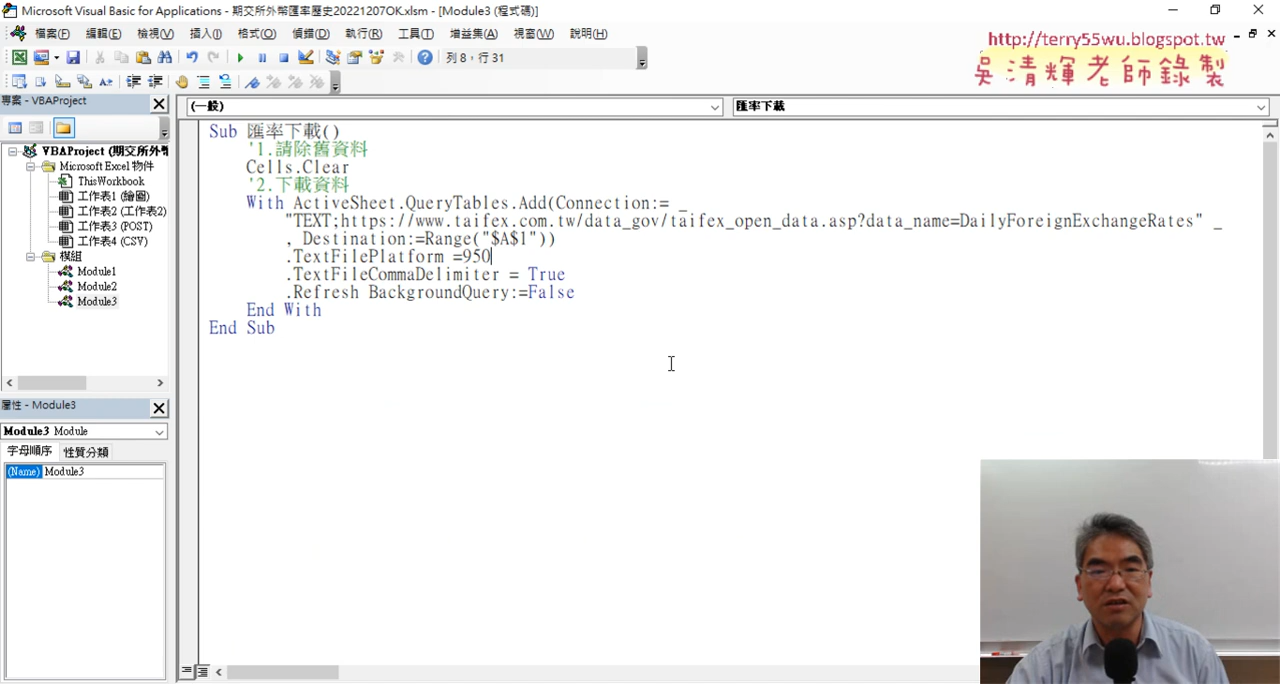 Microsoft Visual Basic for Applications - 期交所外幣匯率歷史20221207OK.xlsm - [Module3 (程式碼)]
檔案(F) 編輯(E) 檢視(V) 插入(I) 格式(O) 偵錯(D) 執行(R) 工具(T) 增益集(A) 視窗(W) 說明(H)
http://terry55wu.blogspot.tw
吳清輝老師錄製
列 8，行 31
專案 - VBAProject
(一般)
匯率下載
VBAProject (期交所外幣
Microsoft Excel 物件
ThisWorkbook
工作表1 (繪圖)
工作表2 (工作表2)
工作表3 (POST)
工作表4 (CSV)
模組
Module1
Module2
Module3
Sub 匯率下載()
'1.請除舊資料
Cells.Clear
'2.下載資料
With ActiveSheet.QueryTables.Add(Connection:= _
"TEXT;https://www.taifex.com.tw/data_gov/taifex_open_data.asp?data_name=DailyForeignExchangeRates" _
, Destination:=Range("$A$1"))
.TextFilePlatform =950
.TextFileCommaDelimiter = True
.Refresh BackgroundQuery:=False
End With
End Sub
屬性 - Module3
Module3 Module
字母順序 性質分類
(Name) Module3